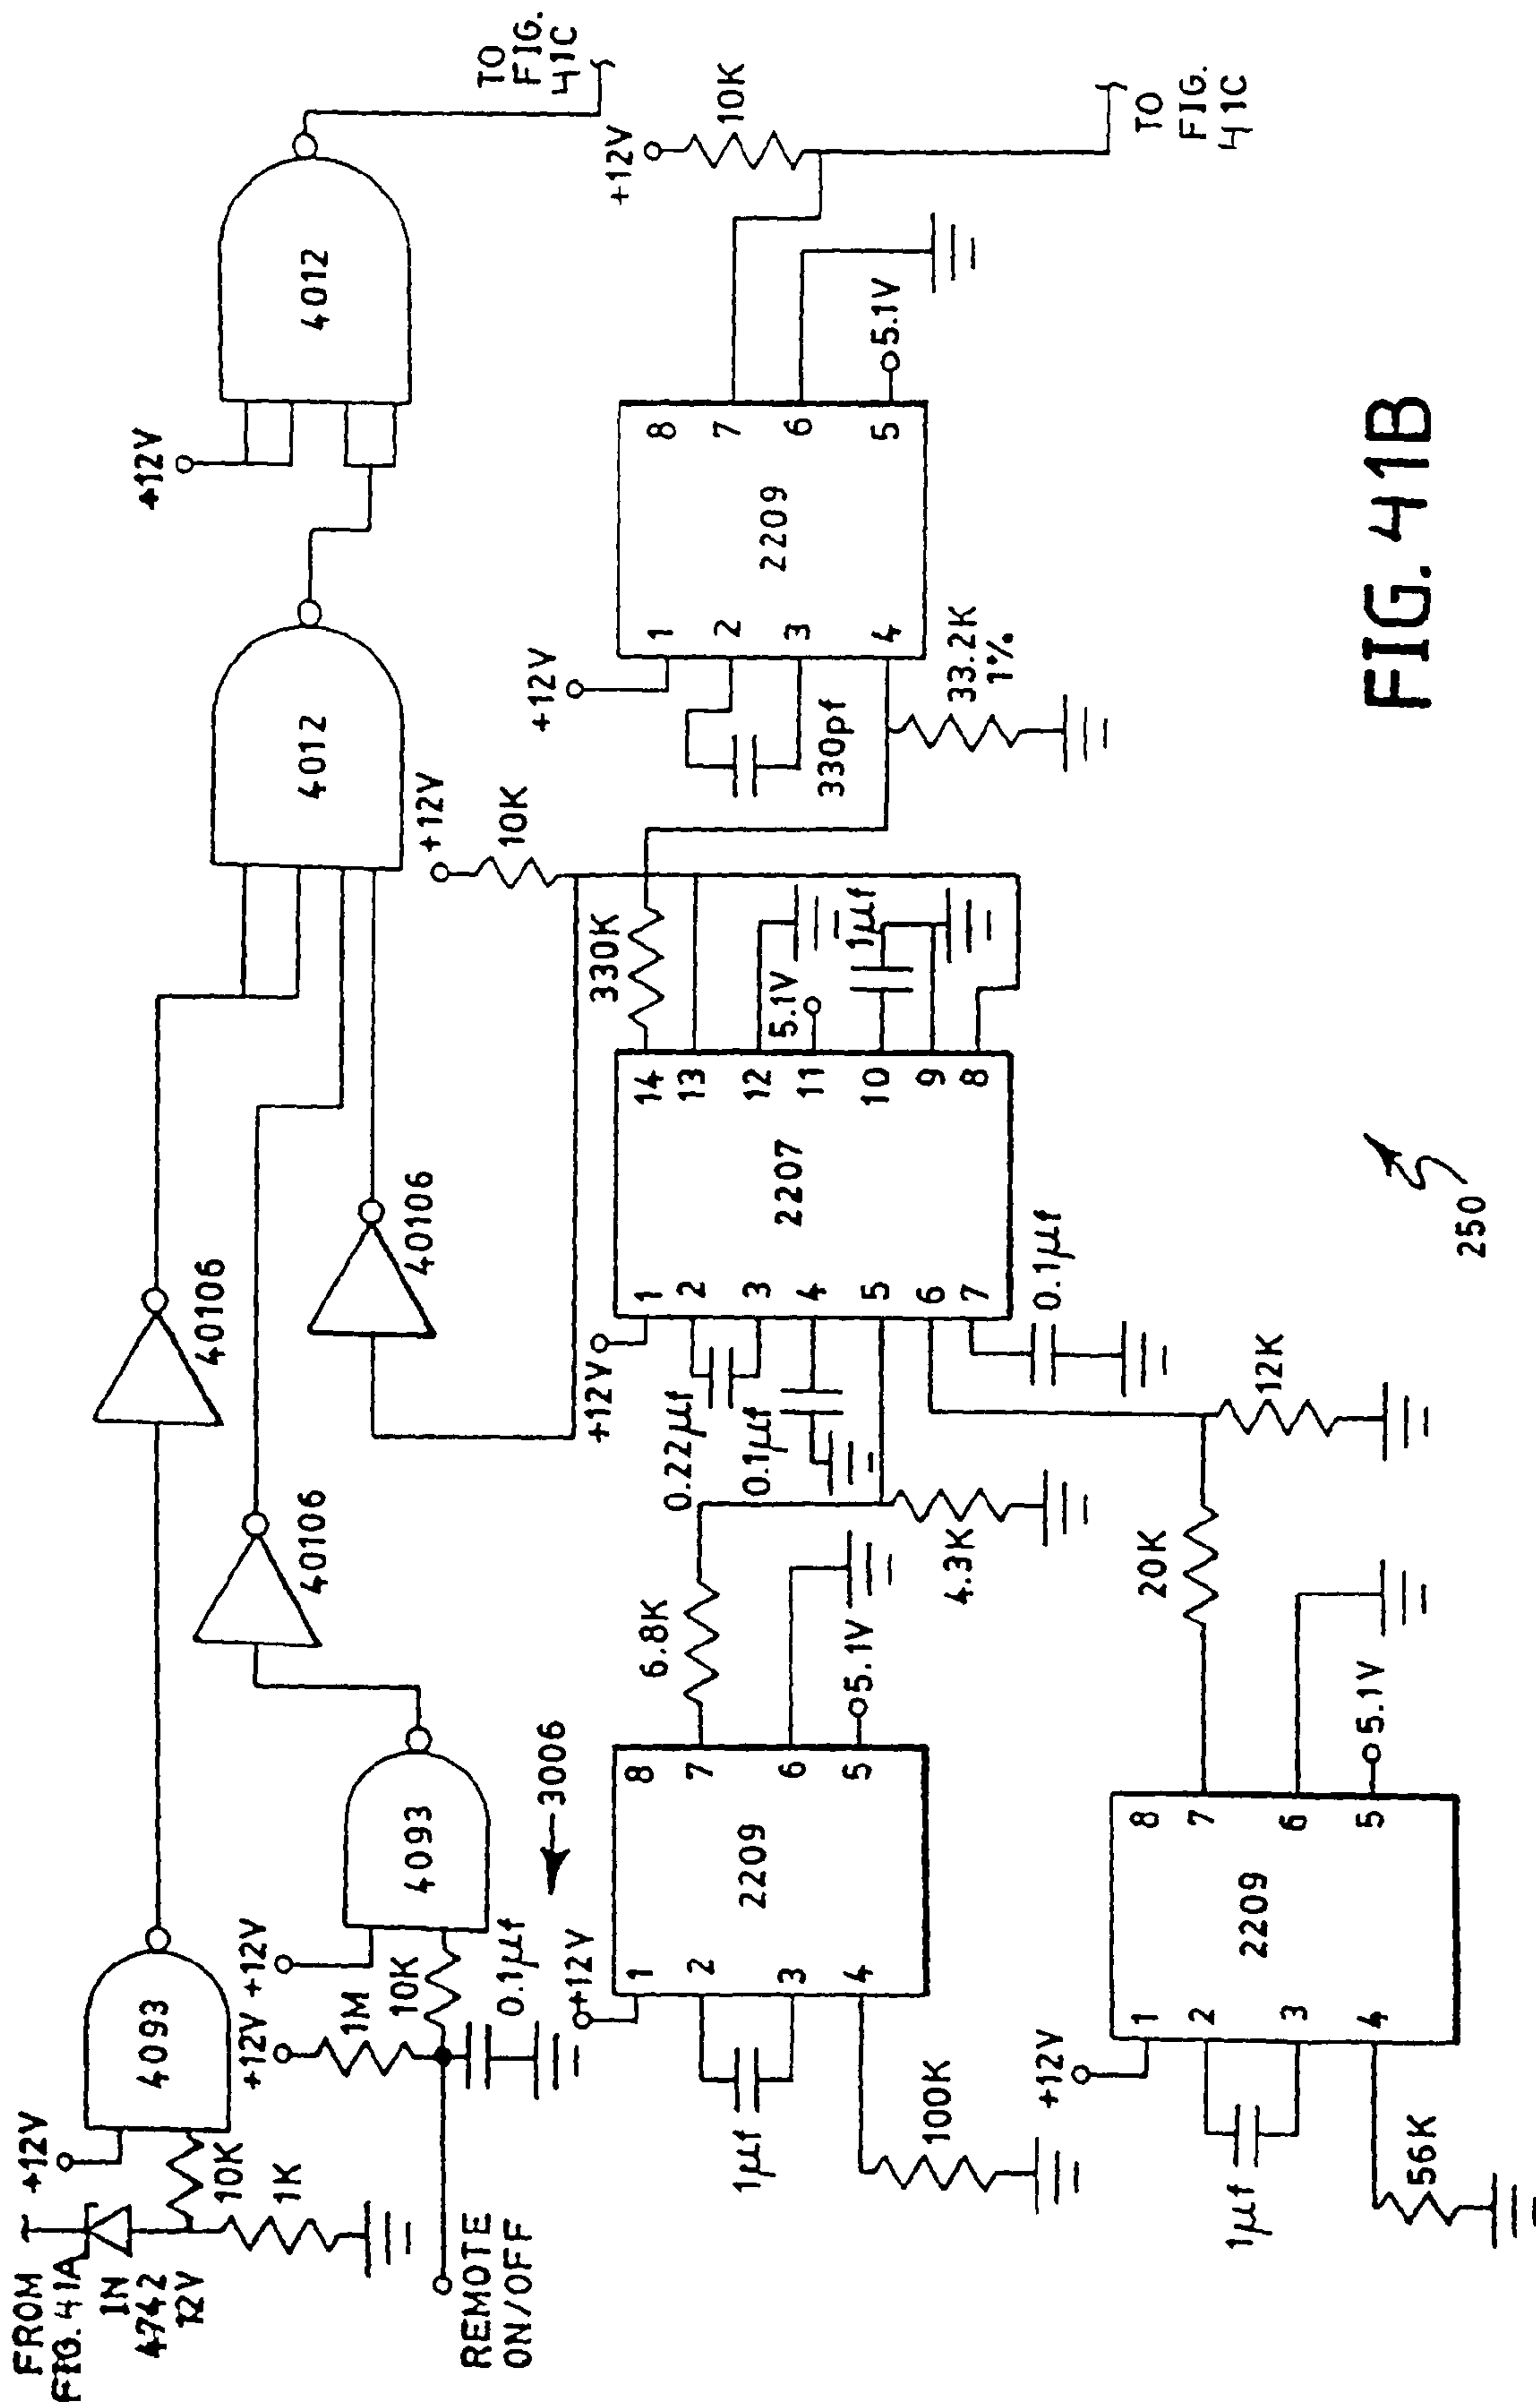 FROM
FIG. 41A
IN
4742
12V
+12V
10K
1K
4093
40106
+12V
4012
4012
TO
FIG.
41C
REMOTE
ON/OFF
+12V
1M
+12V
10K
0.1µf
4093
40106
40106
+12V
10K
3006
+12V
1
2
3
4
2209
8
7
6
5
1µf
100K
6.8K
5.1V
4.3K
+12V
0.22µf
0.1µf
1
2
3
4
5
6
7
2207
14
13
12
11
10
9
8
0.1µf
330K
5.1V
1µf
+12V
330pf
33.2K
1%
1
2
3
4
2209
8
7
6
5
5.1V
+12V
10K
TO
FIG.
41C
+12V
1
2
3
4
2209
8
7
6
5
1µf
56K
5.1V
20K
12K
250
FIG. 41B